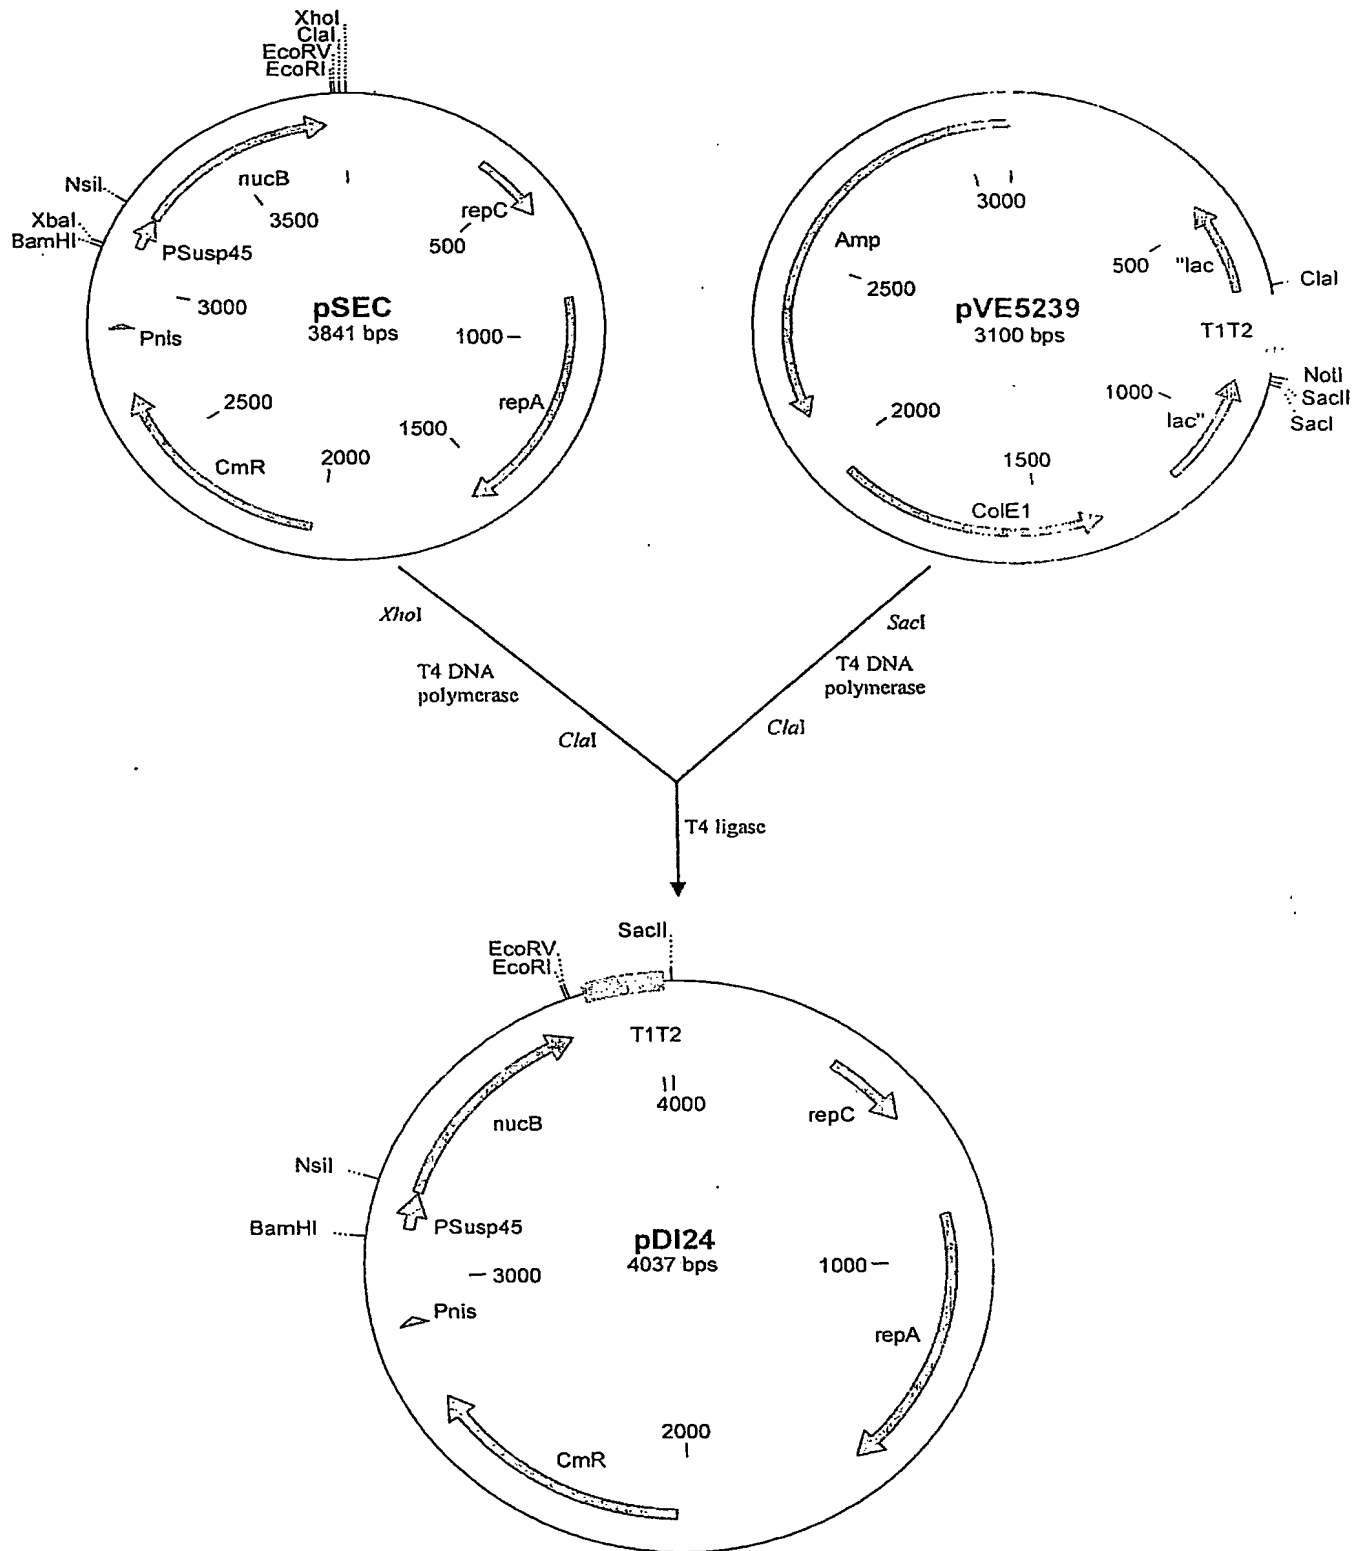 XhoI
ClaI
EcoRV
EcoRI
NsiI
XbaI
BamHI
nucB
3500
PSusp45
3000
Pnis
2500
CmR
2000
repC
500
1000
repA
1500
pSEC
3841 bps
3000
Amp
2500
2000
pVE5239
3100 bps
500
"lac
ClaI
T1T2
NotI
SacII
SacI
1000
lac"
1500
ColE1
XhoI
T4 DNA
polymerase
ClaI
SacI
T4 DNA
polymerase
ClaI
T4 ligase
SacII
EcoRV
EcoRI
T1T2
4000
nucB
repC
NsiI
BamHI
PSusp45
pDI24
4037 bps
3000
1000
Pnis
repA
2000
CmR